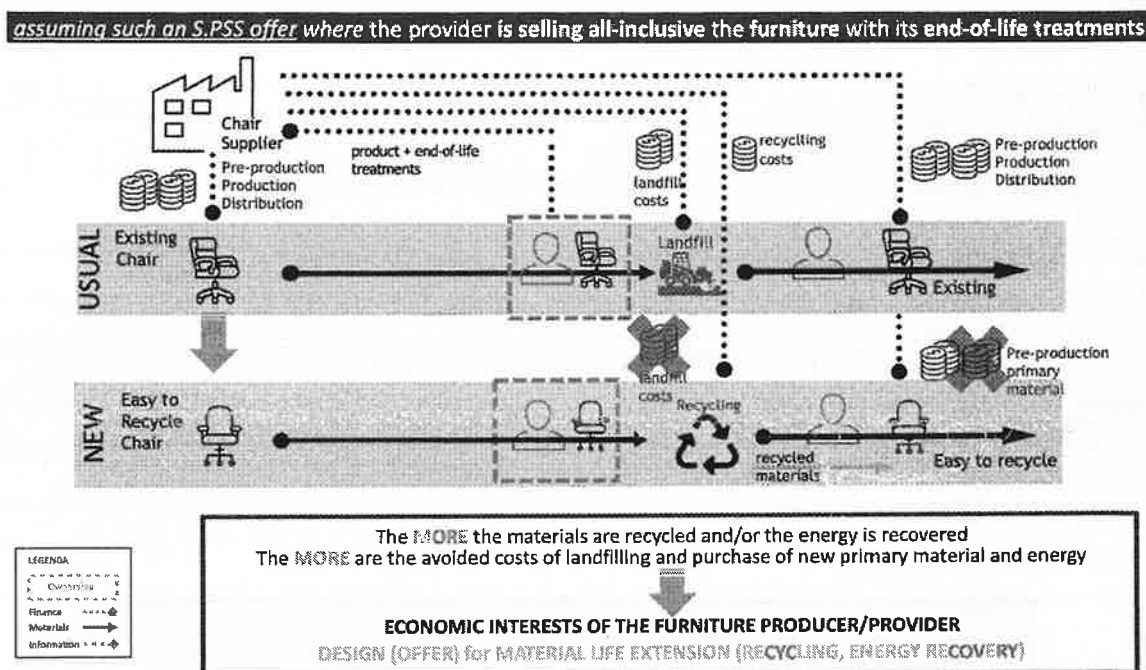 assuming such an S.PSS offer where the provider is selling all-inclusive the furniture with its end-of-life treatments
Chair
Supplier
Pre-production
Production
Distribution
product + end-of-life
treatments
landfill
costs
recyclting
costs
Pre-production
Production
Distribution
USUAL
Existing
Chair
Landfill
Existing
landfill
costs
Pre-production
primary
material
NEW
Easy to
Recycle
Chair
Recycling
recycled
materials
Easy to recycle
The MORE the materials are recycled and/or the energy is recovered
The MORE are the avoided costs of landfilling and purchase of new primary material and energy
ECONOMIC INTERESTS OF THE FURNITURE PRODUCER/PROVIDER
DESIGN (OFFER) for MATERIAL LIFE EXTENSION (RECYCLING, ENERGY RECOVERY)
LEGENDA
Ownership
Finance
Materials
Information